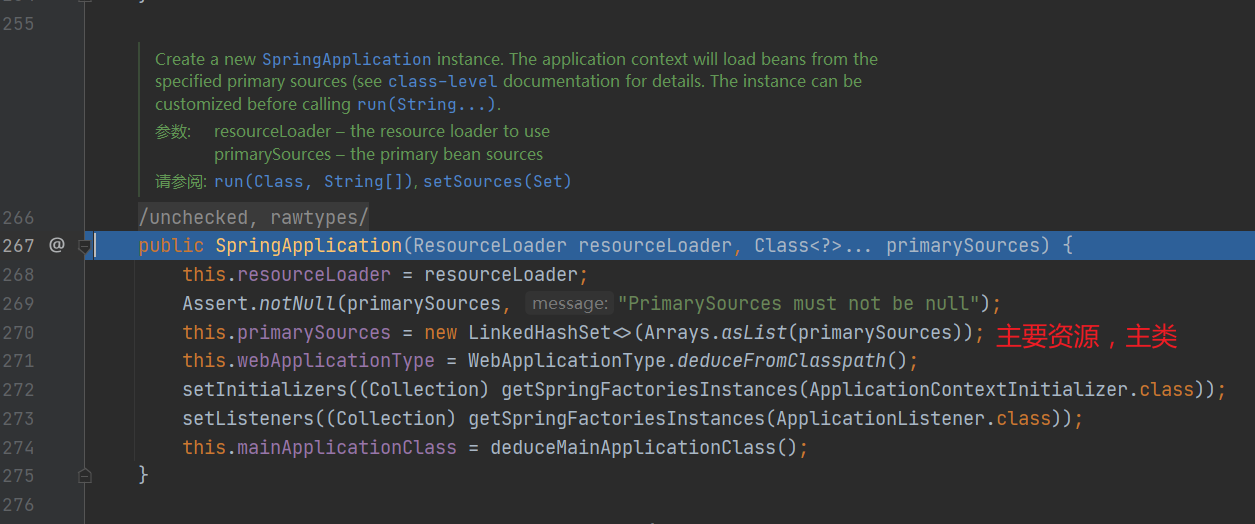 255
Create a new SpringApplication instance. The application context will load beans from the
specified primary sources (see class-level documentation for details. The instance can be
customized before calling run(String...).
参数: resourceLoader – the resource loader to use
primarySources – the primary bean sources
请参阅: run(Class, String[]), setSources(Set)
266 /unchecked, rawtypes/
267 @ public SpringApplication(ResourceLoader resourceLoader, Class<?>... primarySources) {
268 this.resourceLoader = resourceLoader;
269 Assert.notNull(primarySources, message: "PrimarySources must not be null");
270 this.primarySources = new LinkedHashSet<>(Arrays.asList(primarySources)); 主要资源，主类
271 this.webApplicationType = WebApplicationType.deduceFromClasspath();
272 setInitializers((Collection) getSpringFactoriesInstances(ApplicationContextInitializer.class));
273 setListeners((Collection) getSpringFactoriesInstances(ApplicationListener.class));
274 this.mainApplicationClass = deduceMainApplicationClass();
275 }
276